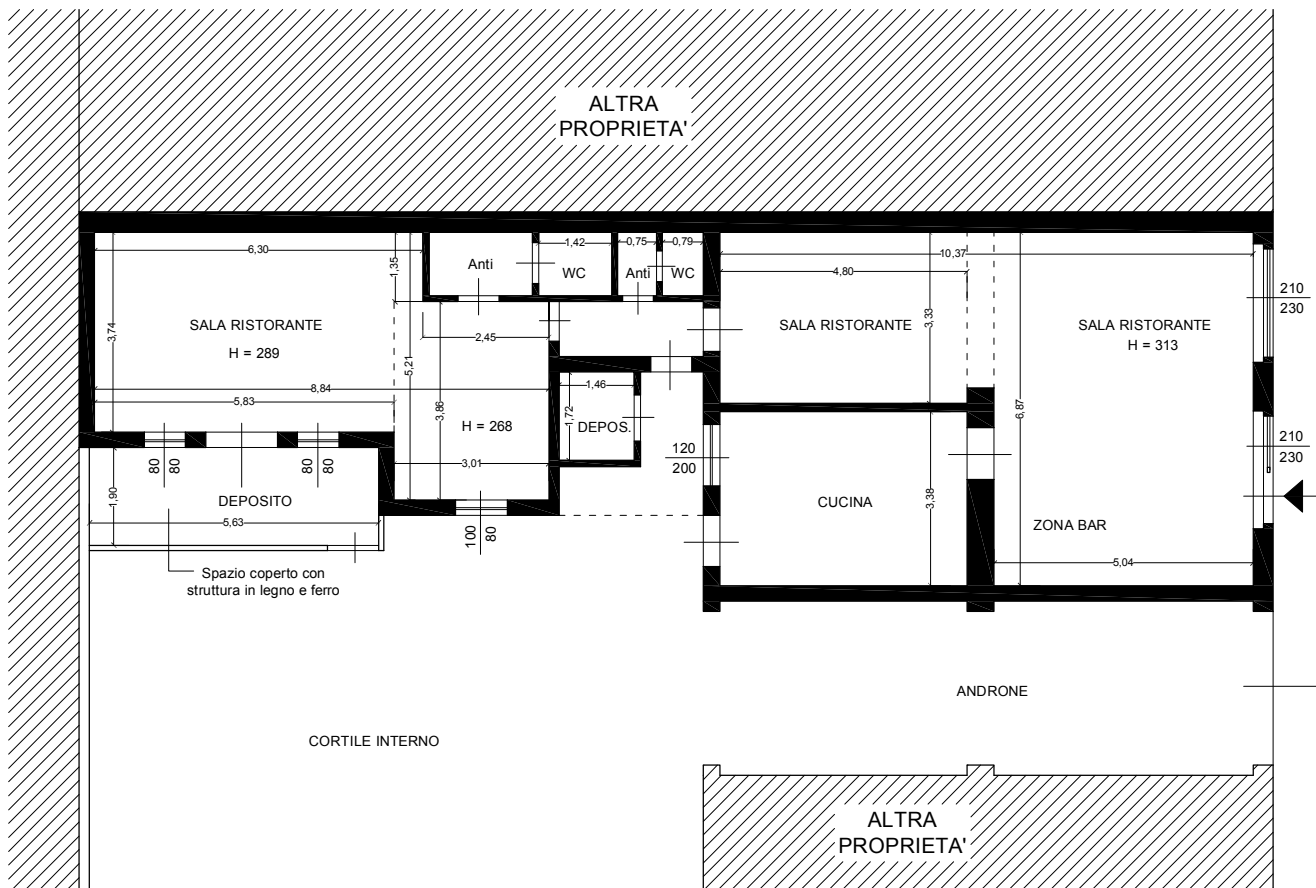 ALTRA
PROPRIETA'
6,30
1,35
Anti
1,42
WC
0,75
Anti
0,79
WC
10,37
4,80
210
230
3,74
SALA RISTORANTE
H = 289
2,45
SALA RISTORANTE
3,33
SALA RISTORANTE
H = 313
8,84
5,83
5,21
3,86
1,46
1,72
DEPOS.
6,87
H = 268
120
200
210
230
80
80
80
80
3,01
1,90
DEPOSITO
5,63
100
80
CUCINA
3,38
ZONA BAR
5,04
Spazio coperto con
struttura in legno e ferro
ANDRONE
CORTILE INTERNO
ALTRA
PROPRIETA'